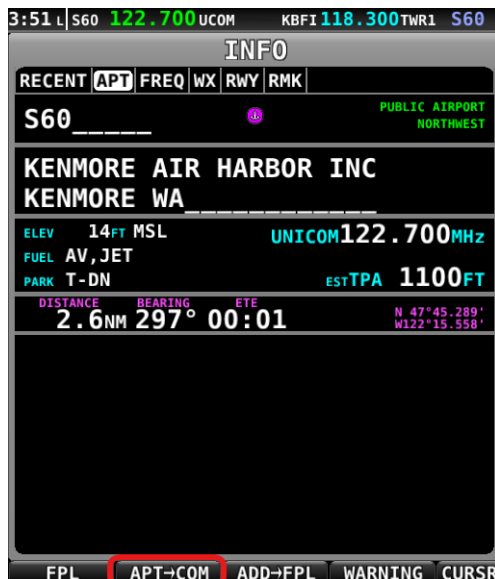 3:51 L S60 122.700 UCOM KBFI 118.300 TWR1 S60
INFO
RECENT APT FREQ WX RWY RMK
S60_____ PUBLIC AIRPORT
NORTHWEST
KENMORE AIR HARBOR INC
KENMORE WA____________
ELEV 14FT MSL UNICOM 122.700MHz
FUEL AV,JET
PARK T-DN EST TPA 1100FT
DISTANCE BEARING ETE
2.6NM 297° 00:01 N 47°45.289'
W122°15.558'
FPL APT→COM ADD→FPL WARNING CURSR